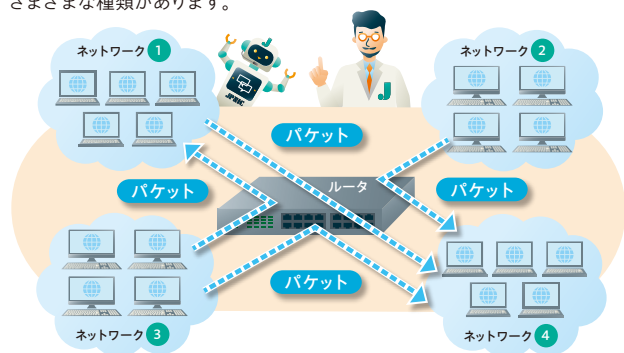 さまざまな種類があります。
ネットワーク 1
ネットワーク 2
JPNIC
J
パケット
ルータ
パケット
パケット
パケット
ネットワーク 3
ネットワーク 4